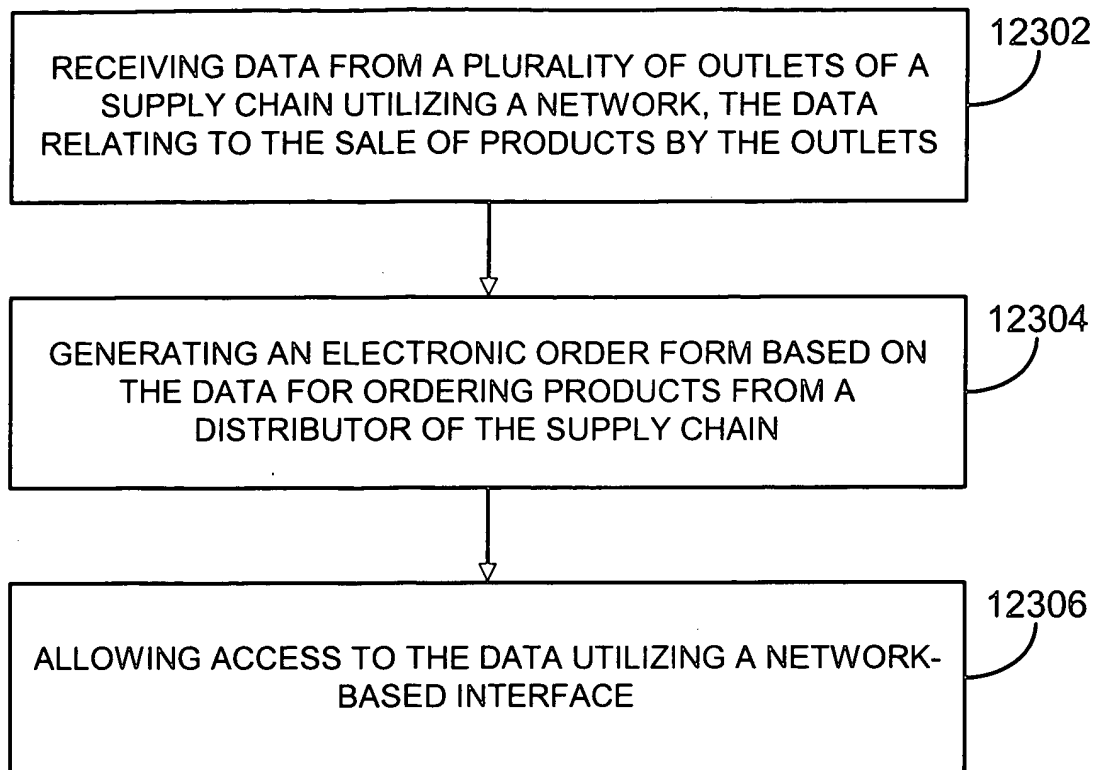 12302
RECEIVING DATA FROM A PLURALITY OF OUTLETS OF A
SUPPLY CHAIN UTILIZING A NETWORK, THE DATA
RELATING TO THE SALE OF PRODUCTS BY THE OUTLETS
12304
GENERATING AN ELECTRONIC ORDER FORM BASED ON
THE DATA FOR ORDERING PRODUCTS FROM A
DISTRIBUTOR OF THE SUPPLY CHAIN
12306
ALLOWING ACCESS TO THE DATA UTILIZING A NETWORK-
BASED INTERFACE